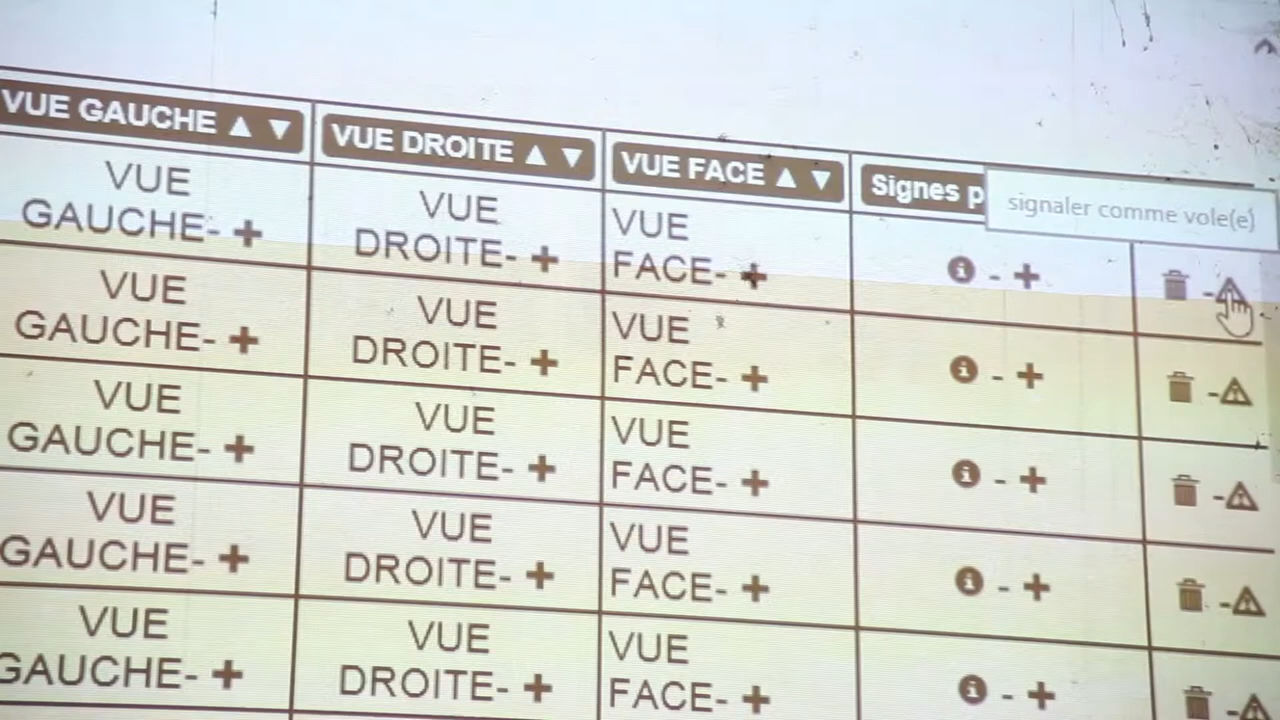 VUE GAUCHE ▲ ▼ VUE DROITE ▲ ▼ VUE FACE ▲ ▼ Signes
signaler comme vole(e)
VUE
GAUCHE- +
VUE
DROITE- +
VUE
FACE- +
- +
VUE
GAUCHE- +
VUE
DROITE- +
VUE
FACE- +
- +
VUE
GAUCHE- +
VUE
DROITE- +
VUE
FACE- +
- +
VUE
GAUCHE- +
VUE
DROITE- +
VUE
FACE- +
- +
VUE
GAUCHE- +
VUE
DROITE- +
VUE
FACE- +
- +